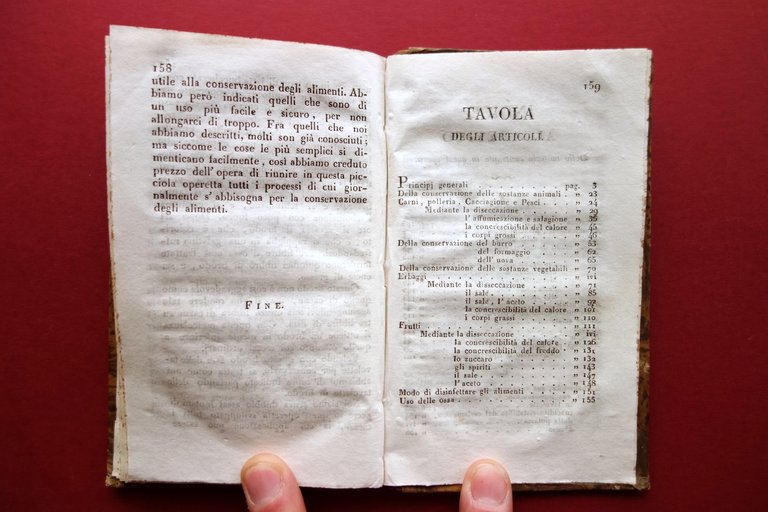 158
utile alla conservazione degli alimenti. Ab-
biamo però indicati quelli che sono di
un uso più facile e sicuro, per non
allongarci di troppo. Fra quelli che noi
abbiamo descritti, molti son già conosciuti;
ma siccome le cose le più semplici si di-
menticano facilmente, così abbiamo creduto
prezzo dell'opera di riunire in questa pic-
ciola operetta tutti i processi di cui gior-
nalmente s'abbisogna per la conservazione
degli alimenti.
FINE.
159
TAVOLA
DEGLI ARTICOLI.
Principj generali . . . . . . . pag. 3
Della conservazione delle sostanze animali. „ 23
Carni, polleria, Cacciagione e Pesci . . „ 24
Mediante la diseccazione . . . . . „ 29
l'affumicazione e salagione „ 36
la concrescibilità del calore „ 45
i corpi grossi . . . . „ 46
Della conservazione del burro . . . . „ 53
del formaggio . . . „ 62
dell'uova . . . . „ 65
Della conservazione delle sostanze vegetabili „ 70
Erbaggi . . . . . . . . . „ ivi
Mediante la disseccazione . . . . „ 71
il sale . . . . . . „ 85
il sale, l'aceto . . . . „ 92
la concrescibilità del calore „ 101
i corpi grassi . . . . „ 110
Frutti . . . . . . . . . „ 111
Mediante la disseccazione . . . . „ ivi
la concrescibilità del calore „ 126
la concrescibilità del freddo „ 131
lo zuccaro . . . . . „ 132
gli spiriti . . . . . „ 143
il sale . . . . . . „ 147
l'aceto . . . . . . „ 148
Modo di disinfettare gli alimenti . . . „ 151
Uso delle ossa . . . . . . . „ 155